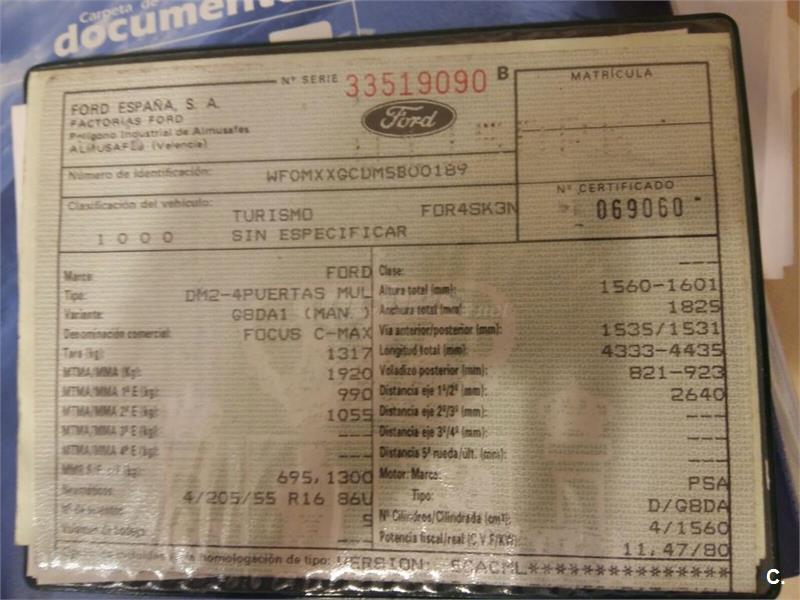 Carpeta de
documento
Nº SERIE 33519090 B
MATRÍCULA
FORD ESPAÑA, S. A.
FACTORIAS FORD
Polígono Industrial de Almusafes
ALMUSAFES (Valencia)
Ford
Número de identificación: WF0MXXGCDM5B00189
Nº CERTIFICADO
069060
Clasificación del vehículo: TURISMO FOR4SK3N
1000 SIN ESPECIFICAR
Marca: FORD
Tipo: DM2-4PUERTAS MUL
Variante: G8DA1 (MAN.)
Denominación comercial: FOCUS C-MAX
Tara (kg): 1317
MTMA/MMA (Kg): 1920
MTMA/MMA 1º E (kg): 990
MTMA/MMA 2º E (kg): 1055
MTMA/MMA 3º E (kg): ---
MTMA/MMA 4º E (kg): ---
695,1300
Neumáticos: 4/205/55 R16 86U
5
Clase: ---
Altura total (mm): 1560-1601
Anchura total (mm): 1825
Vía anterior/posterior (mm): 1535/1531
Longitud total (mm): 4333-4435
Voladizo posterior (mm): 821-923
Distancia eje 1º/2º (mm): 2640
Distancia eje 2º/3º (mm): ---
Distancia eje 3º/4º (mm): ---
Distancia 5ª rueda/últ. (mm): ---
Motor: Marca: PSA
Tipo: D/G8DA
Nº Cilindros/Cilindrada (cm³): 4/1560
Potencia fiscal/real (C.V.F/KW): 11,47/80
la homologación de tipo: VERSION: 5CACML******************
C.